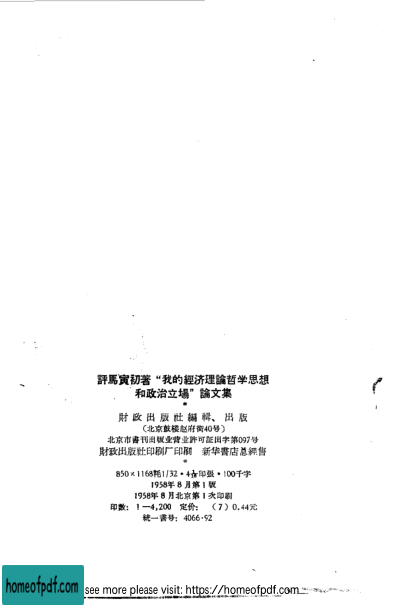 評馬寅初著“我的經济理論哲学思想
和政治立場”論文集
*
財政出版社編輯、出版
(北京鼓楼赵府街40号)
北京市書刊出版业营业許可証出字第097号
財政出版社印刷厂印刷 新华書店总經售
*
850×1168耗1/32·4 印張·100千字
1958年8月第1版
1958年8月北京第1次印刷
印数：1—4,200 定价：(7)0.44元
統一書号：4066·92
homeofpdf.com
see more please visit: https://homeofpdf.com